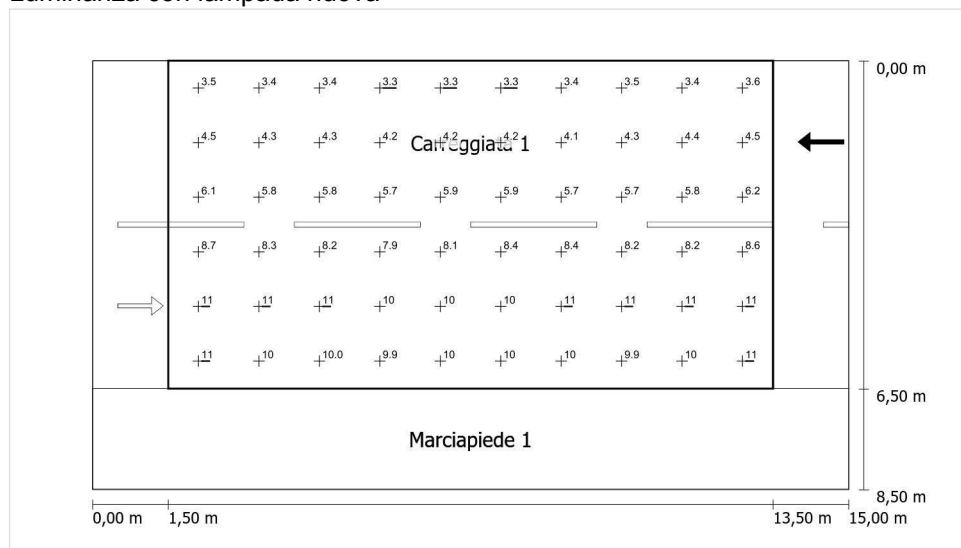 Luminanza con lampada nuova
0,00 m
3.5 3.4 3.4 3.3 3.3 3.3 3.4 3.5 3.4 3.6
4.5 4.3 4.3 4.2 4.2 4.2 4.1 4.3 4.4 4.5
Carreggiata 1
6.1 5.8 5.8 5.7 5.9 5.9 5.7 5.7 5.8 6.2
8.7 8.3 8.2 7.9 8.1 8.4 8.4 8.2 8.2 8.6
11 11 11 10 10 10 11 11 11 11
11 10 10.0 9.9 10 10 10 9.9 10 11
6,50 m
Marciapiede 1
8,50 m
0,00 m 1,50 m 13,50 m 15,00 m